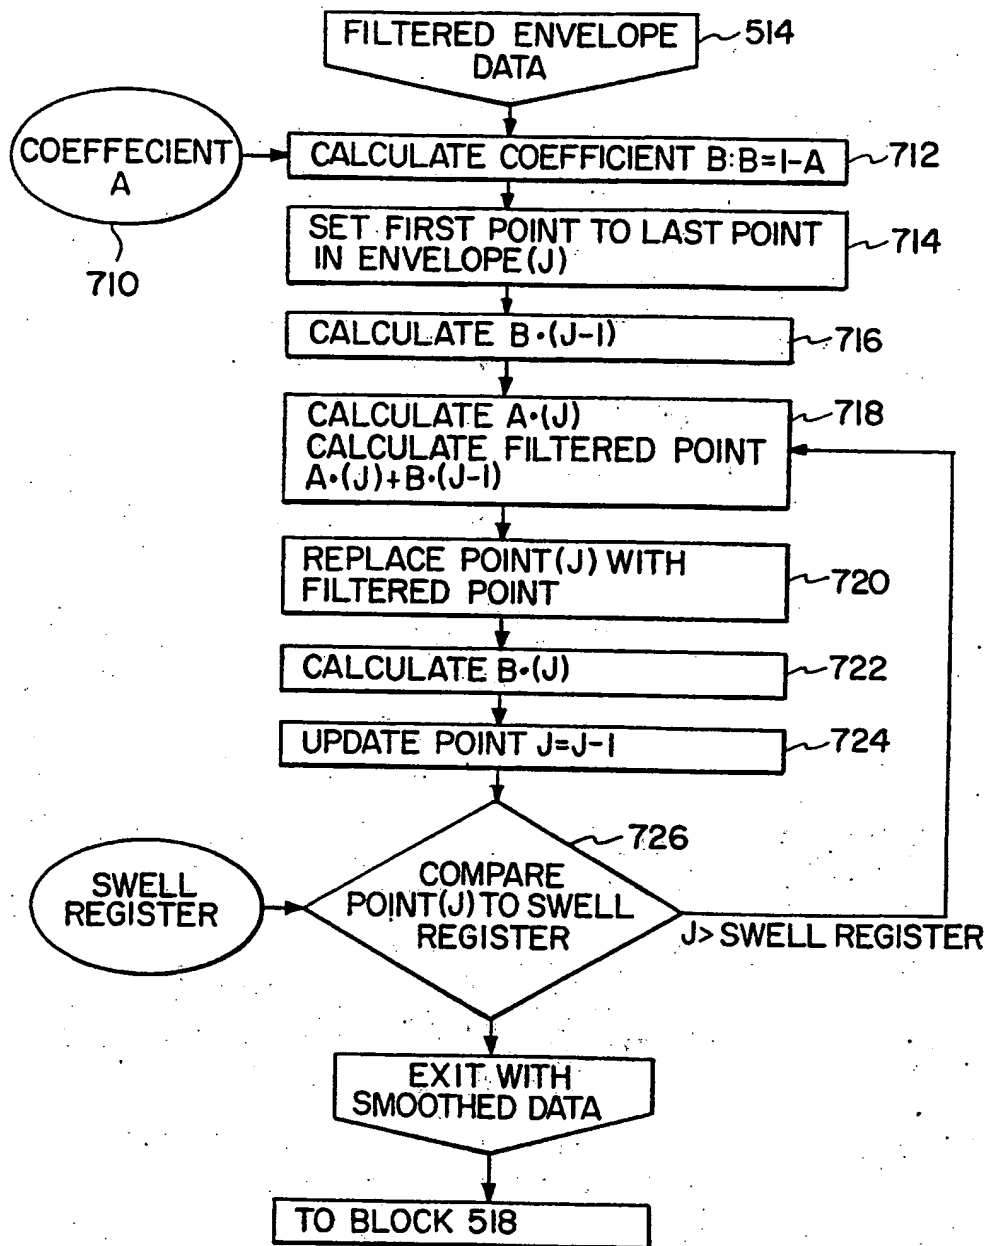 FILTERED ENVELOPE
DATA
514
COEFFECIENT
A
710
CALCULATE COEFFICIENT B:B=1-A
712
SET FIRST POINT TO LAST POINT
IN ENVELOPE(J)
714
CALCULATE B•(J-1)
716
CALCULATE A•(J)
CALCULATE FILTERED POINT
A•(J)+B•(J-1)
718
REPLACE POINT(J) WITH
FILTERED POINT
720
CALCULATE B•(J)
722
UPDATE POINT J=J-1
724
726
SWELL
REGISTER
COMPARE
POINT(J) TO SWELL
REGISTER
J> SWELL REGISTER
EXIT WITH
SMOOTHED DATA
TO BLOCK 518